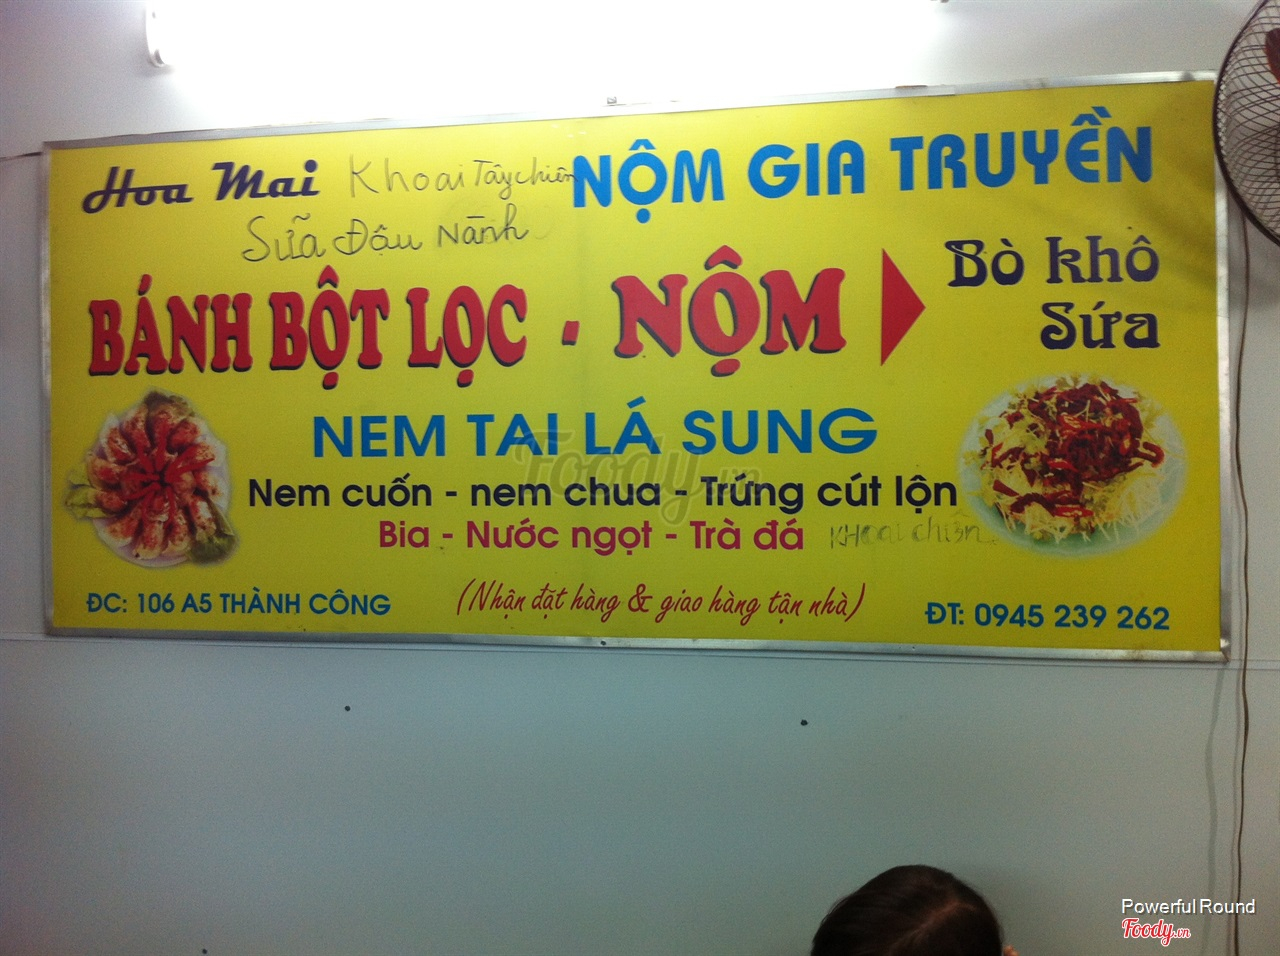 Hoa Mai Khoai Tây chiên NỘM GIA TRUYỀN
Sữa Đậu Nành
BÁNH BỘT LỌC - NỘM Bò khô
Sứa
NEM TAI LÁ SUNG
Nem cuốn - nem chua - Trứng cút lộn
Bia - Nước ngọt - Trà đá KHoai chiên
ĐC: 106 A5 THÀNH CÔNG (Nhận đặt hàng & giao hàng tận nhà) ĐT: 0945 239 262
Foody.vn
Powerful Round
Foody.vn